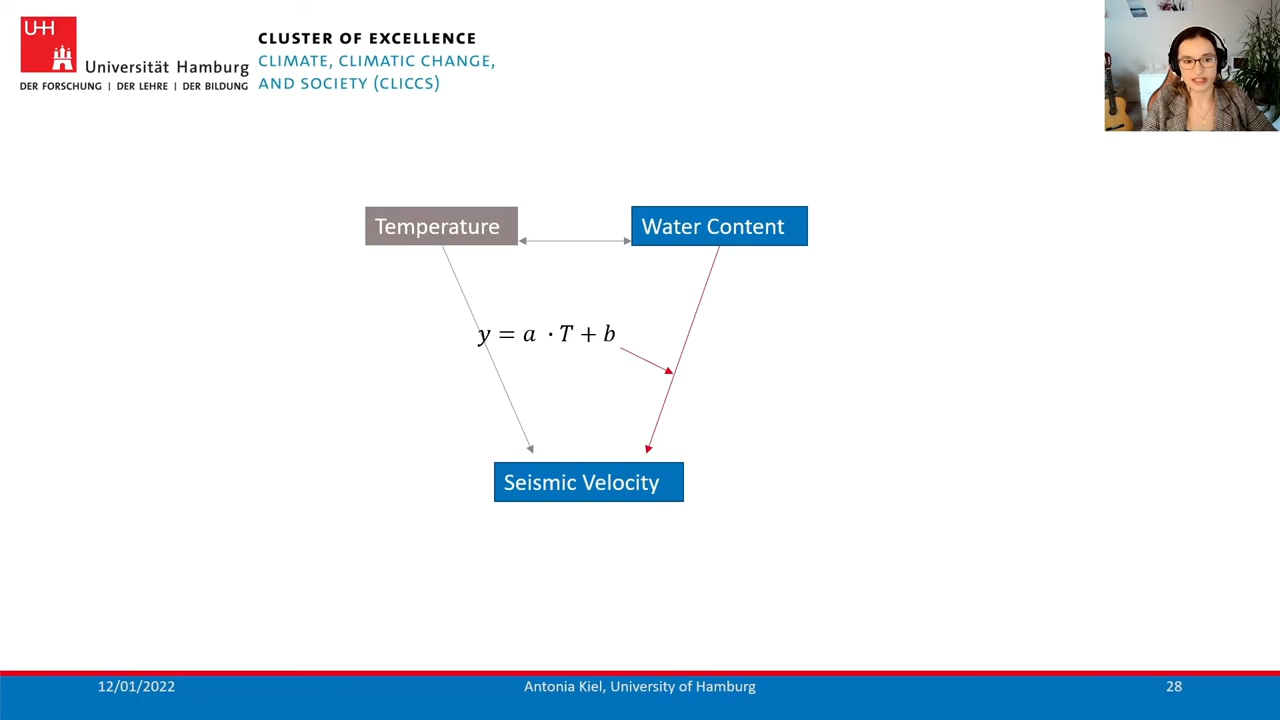 UHH
Universität Hamburg
DER FORSCHUNG | DER LEHRE | DER BILDUNG
CLUSTER OF EXCELLENCE
CLIMATE, CLIMATIC CHANGE,
AND SOCIETY (CLICCS)
Temperature
Water Content
y = a · T + b
Seismic Velocity
12/01/2022
Antonia Kiel, University of Hamburg
28